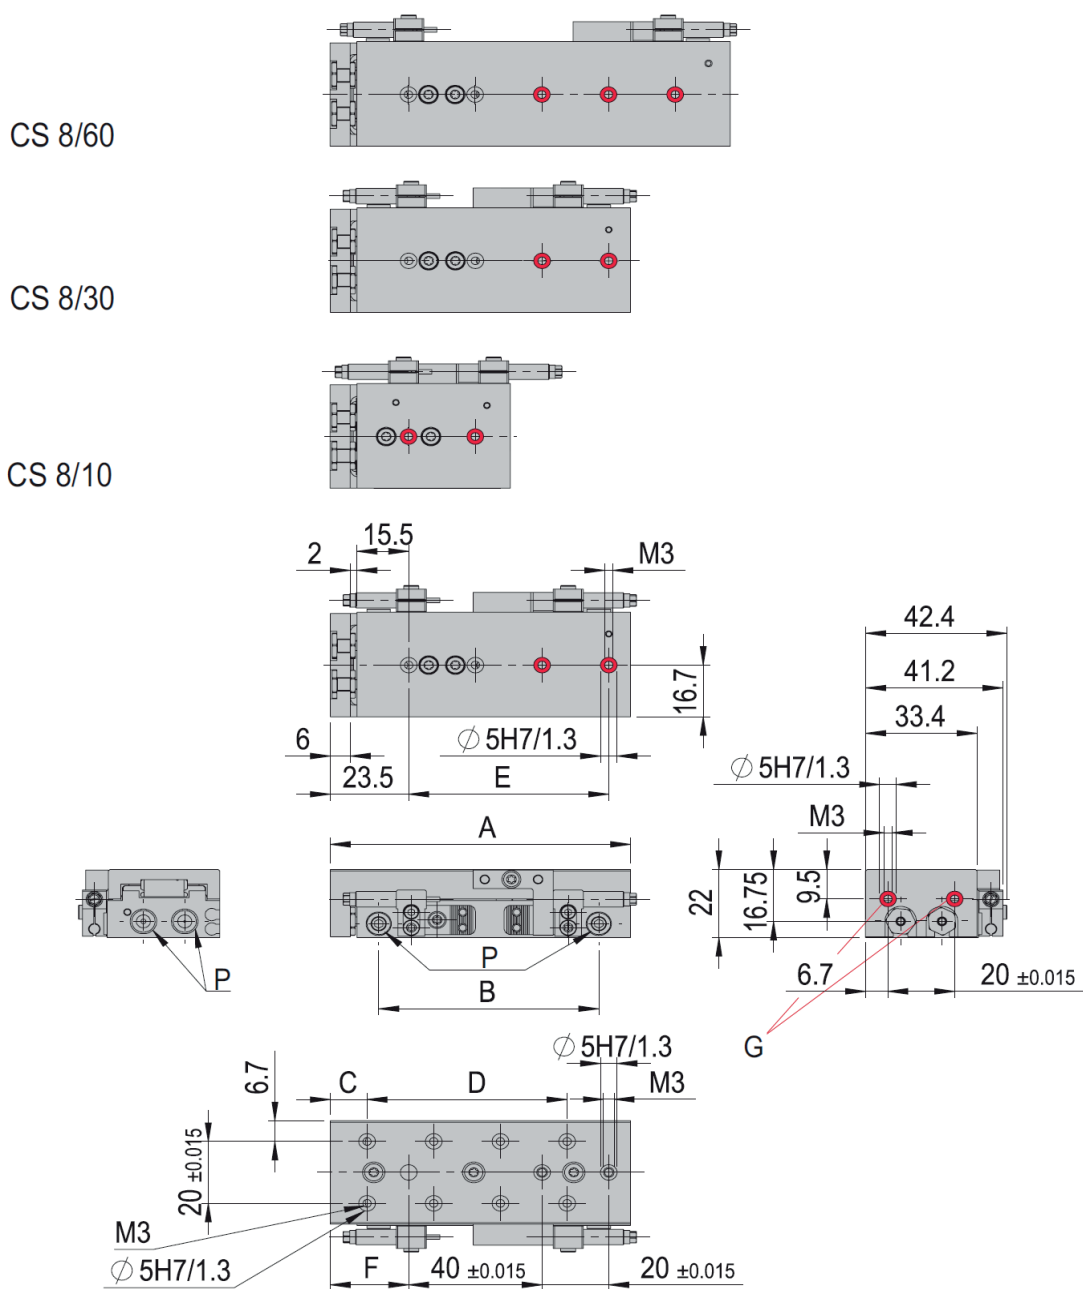 CS 8/60
CS 8/30
CS 8/10
15.5
2
M3
16.7
6
∅ 5H7/1.3
23.5
E
42.4
41.2
33.4
∅ 5H7/1.3
M3
22
16.75
9.5
6.7
20 ±0.015
G
A
P
P
B
∅ 5H7/1.3
6.7
C
D
M3
20 ±0.015
M3
∅ 5H7/1.3
F
40 ±0.015
20 ±0.015